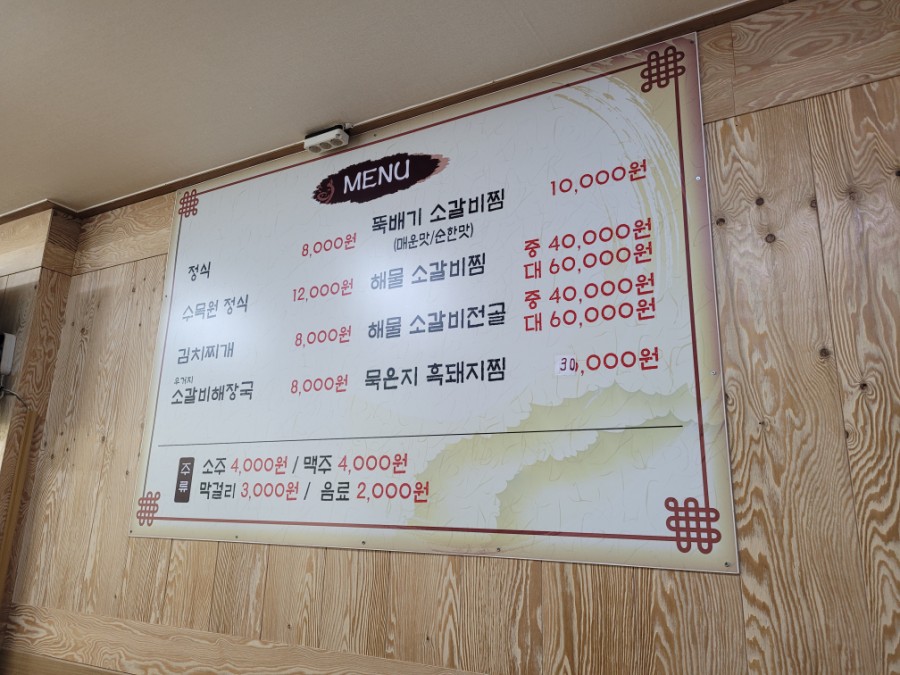 MENU
정식 8,000원
수목원 정식 12,000원
김치찌개 8,000원
우거지
소갈비해장국 8,000원
뚝배기 소갈비찜 10,000원
(매운맛/순한맛)
해물 소갈비찜 중 40,000원
대 60,000원
해물 소갈비전골 중 40,000원
대 60,000원
묵은지 흑돼지찜 30,000원
주류
소주 4,000원 / 맥주 4,000원
막걸리 3,000원 / 음료 2,000원